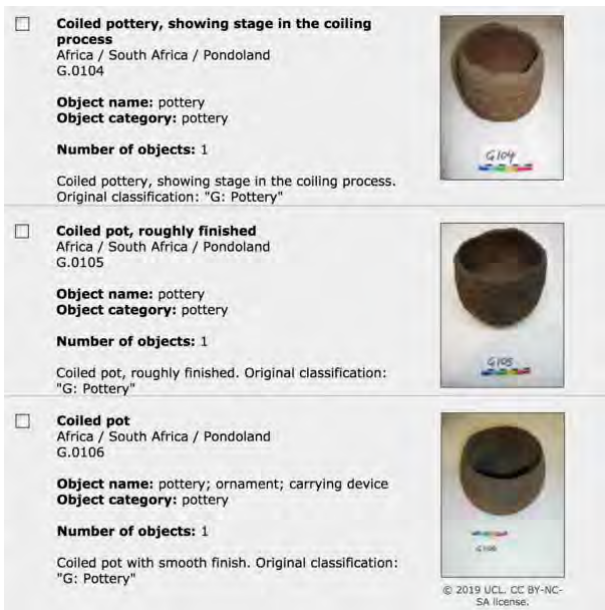 Coiled pottery, showing stage in the coiling
process
Africa / South Africa / Pondoland
G.0104
Object name: pottery
Object category: pottery
Number of objects: 1
Coiled pottery, showing stage in the coiling process.
Original classification: "G: Pottery"
G104
Coiled pot, roughly finished
Africa / South Africa / Pondoland
G.0105
Object name: pottery
Object category: pottery
Number of objects: 1
Coiled pot, roughly finished. Original classification:
"G: Pottery"
G105
Coiled pot
Africa / South Africa / Pondoland
G.0106
Object name: pottery; ornament; carrying device
Object category: pottery
Number of objects: 1
Coiled pot with smooth finish. Original classification:
"G: Pottery"
G106
© 2019 UCL. CC BY-NC-
SA license.